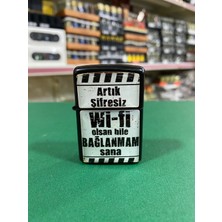 Artık
Şifresiz
Wi-fi
olsan bile
BAĞLANMAM
sana